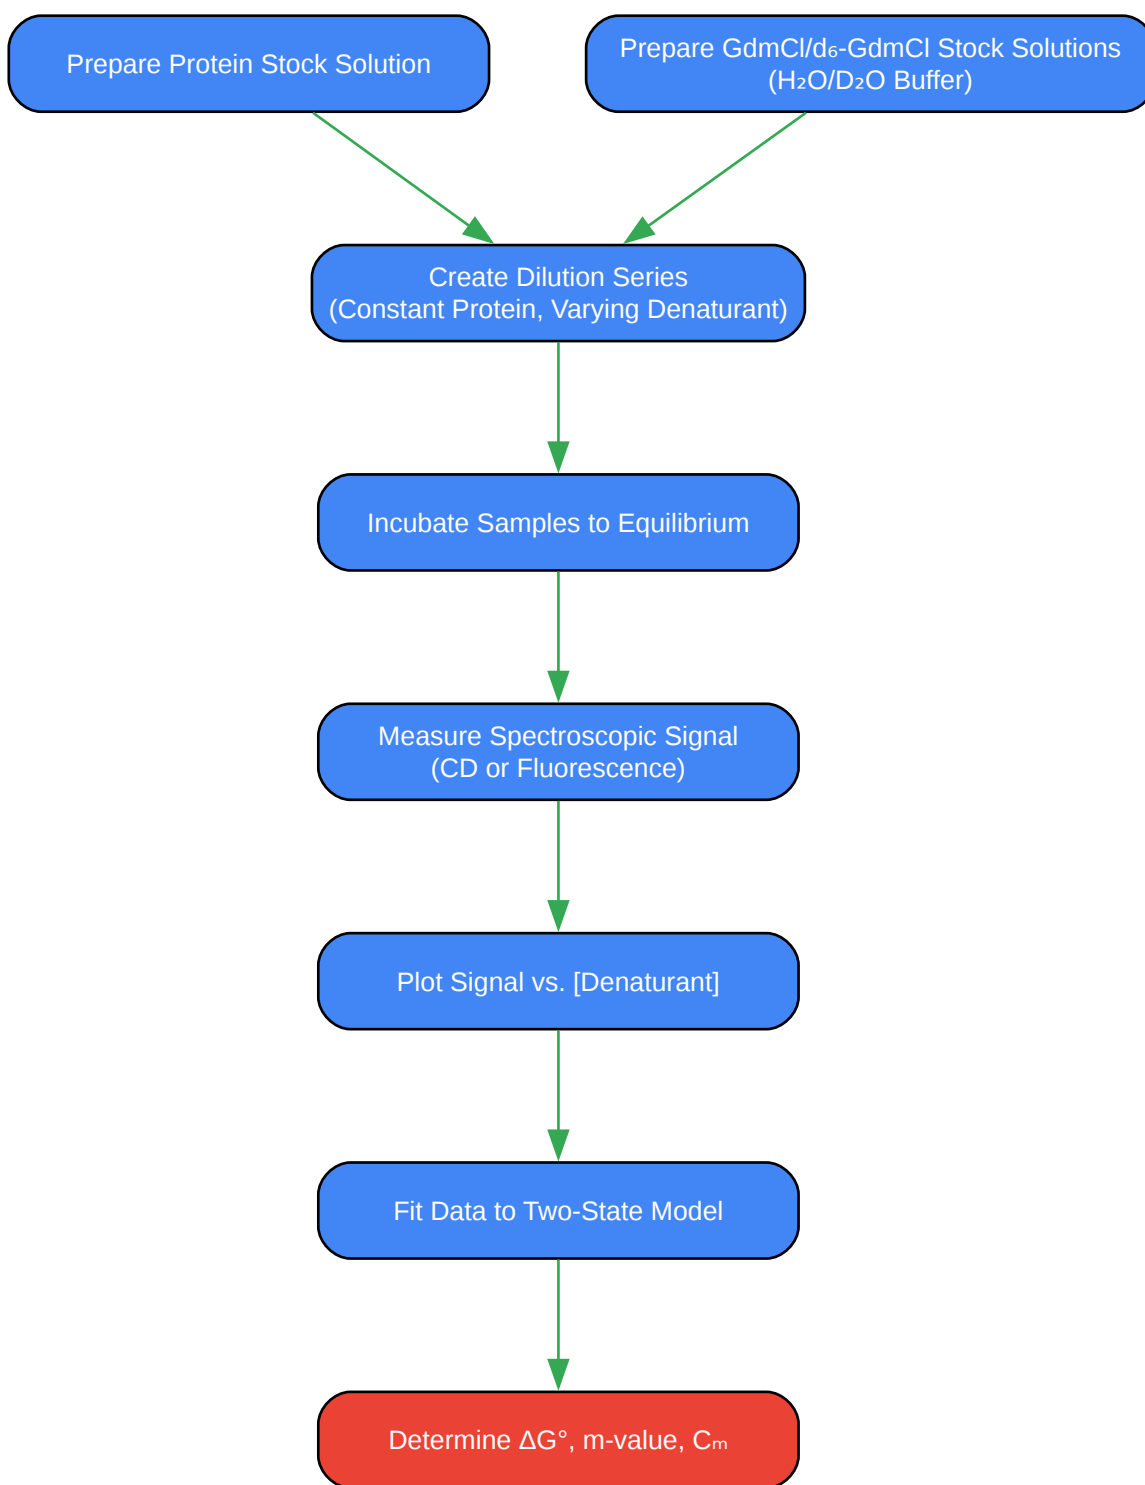 Prepare Protein Stock Solution
Prepare GdmCl/d₆-GdmCl Stock Solutions
(H₂O/D₂O Buffer)
Create Dilution Series
(Constant Protein, Varying Denaturant)
Incubate Samples to Equilibrium
Measure Spectroscopic Signal
(CD or Fluorescence)
Plot Signal vs. [Denaturant]
Fit Data to Two-State Model
Determine ΔG°, m-value, Cₘ